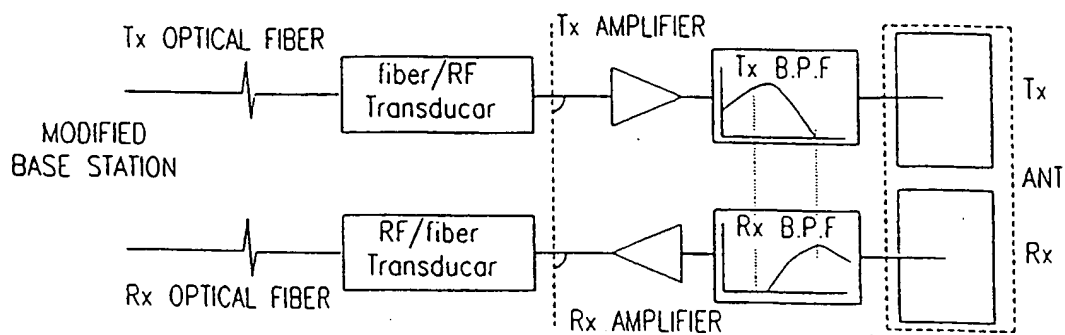 Tx OPTICAL FIBER
Tx AMPLIFIER
fiber/RF
Transducar
Tx B.P.F
Tx
MODIFIED
BASE STATION
ANT
RF/fiber
Transducar
Rx B.P.F
Rx
Rx OPTICAL FIBER
Rx AMPLIFIER